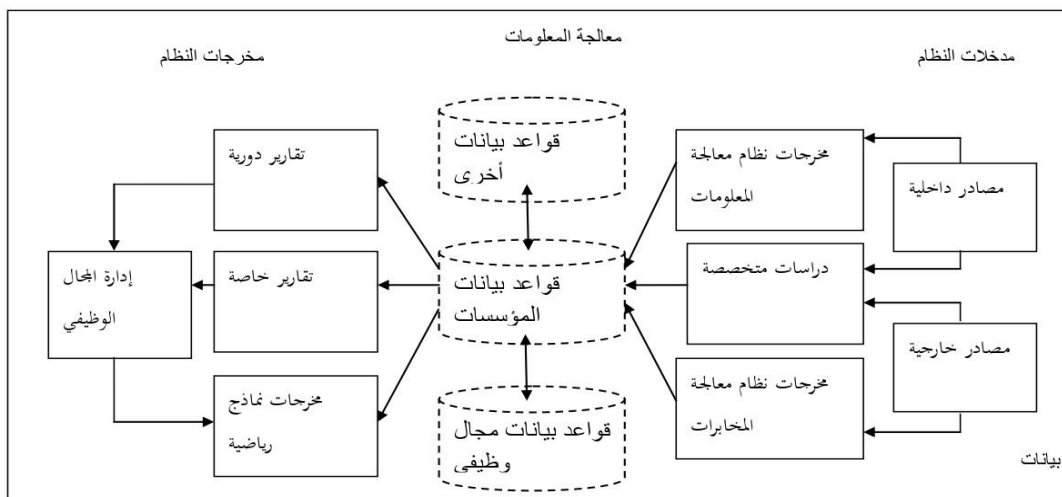 معالجة المعلومات
مدخلات النظام
مخرجات النظام
مصادر داخلية
مصادر خارجية
بيانات
مخرجات نظام معالجة
المعلومات
دراسات متخصصة
مخرجات نظام معالجة
المخابرات
قواعد بيانات
أخرى
قواعد بيانات
المؤسسات
قواعد بيانات مجال
وظيفي
تقارير دورية
تقارير خاصة
مخرجات نماذج
رياضية
إدارة المجال
الوظيفي